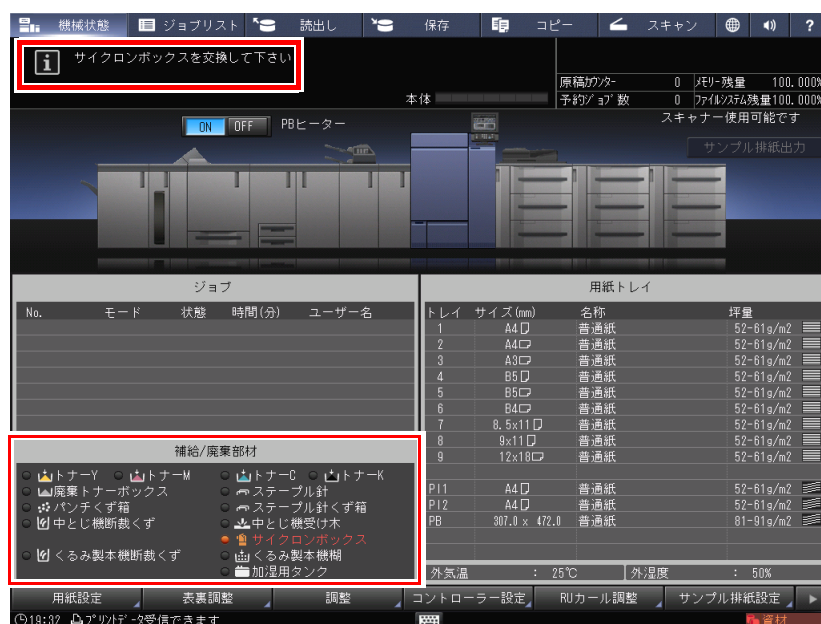 機械状態 ジョブリスト 読出し 保存 コピー スキャン ?
サイクロンボックスを交換して下さい
原稿カウンター 0 メモリー残量 100.000%
本体 予約ジョブ数 0 ファイルシステム残量100.000%
スキャナー使用可能です
ON OFF PBヒーター
サンプル排紙出力
ジョブ
No. モード 状態 時間(分) ユーザー名
用紙トレイ
トレイ サイズ(mm) 名称 坪量
1 A4 普通紙 52-61g/m2
2 A4 普通紙 52-61g/m2
3 A3 普通紙 52-61g/m2
4 B5 普通紙 52-61g/m2
5 B5 普通紙 52-61g/m2
6 B4 普通紙 52-61g/m2
7 8.5x11 普通紙 52-61g/m2
8 9x11 普通紙 52-61g/m2
9 12x18 普通紙 52-61g/m2
PI1 A4 普通紙 52-61g/m2
PI2 A4 普通紙 52-61g/m2
PB 307.0 x 472.0 普通紙 81-91g/m2
補給/廃棄部材
トナーY トナーM トナーC トナーK
廃棄トナーボックス ステープル針
パンチくず箱 ステープル針くず箱
中とじ機断裁くず 中とじ機受け木
サイクロンボックス
くるみ製本機断裁くず くるみ製本機糊
加湿用タンク
外気温 : 25℃ 外湿度 : 50%
用紙設定 表裏調整 調整 コントローラー設定 RUカール調整 サンプル排紙設定
19:32 プリントデータ受信できます 資材